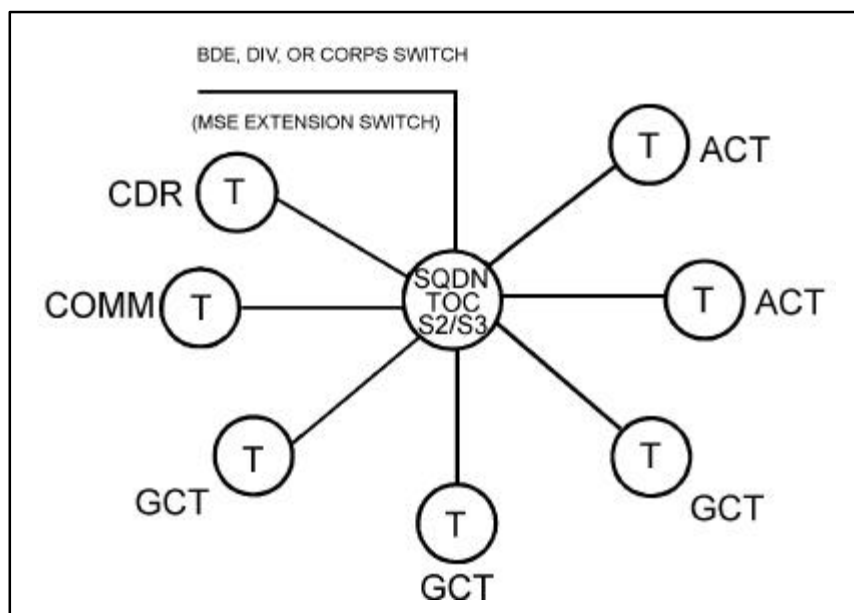 BDE, DIV, OR CORPS SWITCH
(MSE EXTENSION SWITCH)
T ACT
CDR T
SQDN
TOC
S2/S3
COMM T
T ACT
GCT T
T GCT
T
GCT